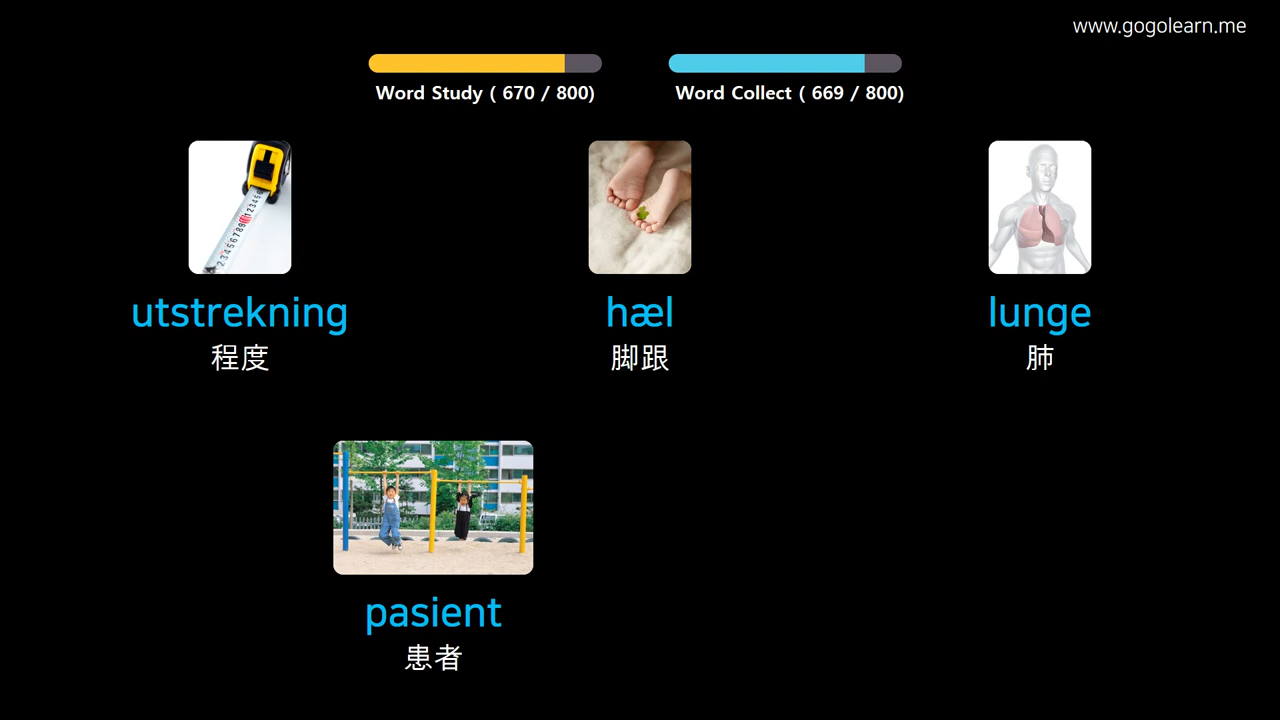 www.gogolearn.me
Word Study ( 670 / 800)
Word Collect ( 669 / 800)
utstrekning
程度
hæl
脚跟
lunge
肺
pasient
患者